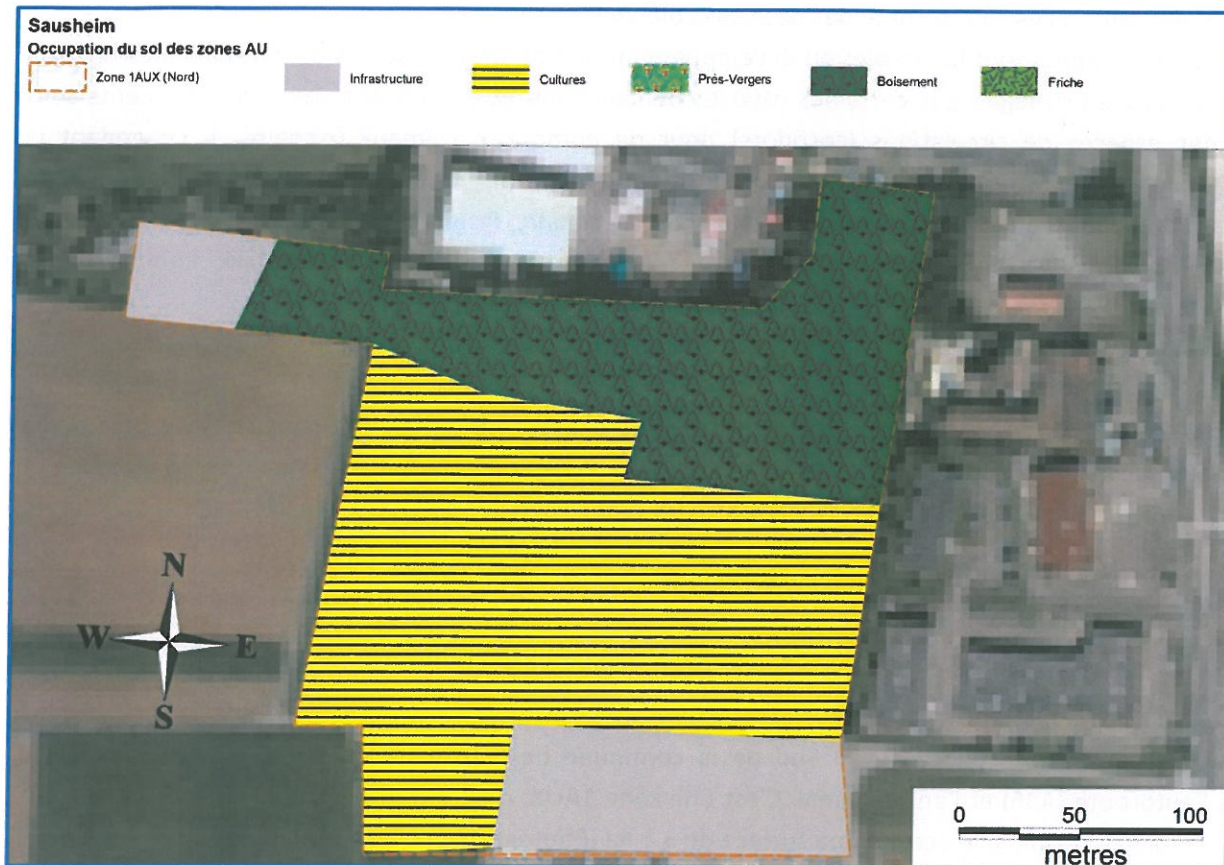 Sausheim
Occupation du sol des zones AU
Zone 1AUX (Nord) Infrastructure Cultures Prés-Vergers Boisement Friche
N
W E
S
0 50 100
metres